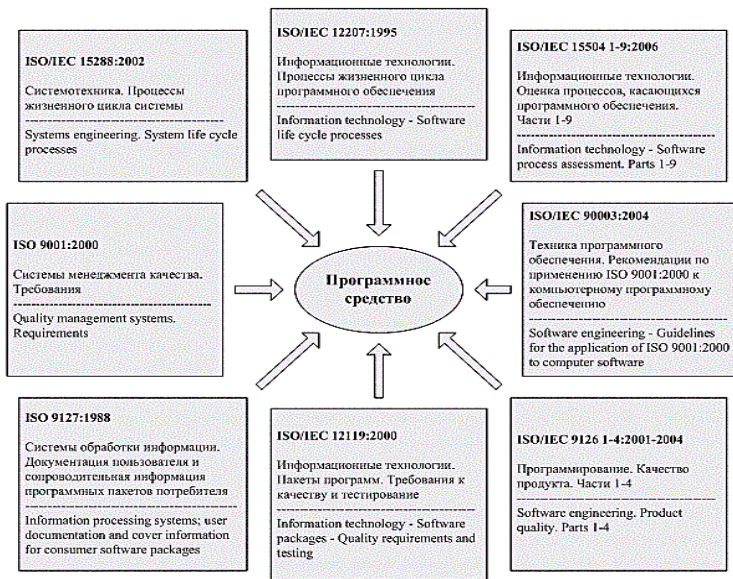 ISO/IEC 15288:2002
Системотехника. Процессы
жизненного цикла системы
Systems engineering. System life cycle
processes
ISO/IEC 12207:1995
Информационные технологии.
Процессы жизненного цикла
программного обеспечения
Information technology - Software
life cycle processes
ISO/IEC 15504 1-9:2006
Информационные технологии.
Оценка процессов, касающихся
программного обеспечения.
Части 1-9
Information technology - Software
process assessment. Parts 1-9
ISO 9001:2000
Системы менеджмента качества.
Требования
Quality management systems.
Requirements
Программное
средство
ISO/IEC 90003:2004
Техника программного
обеспечения. Рекомендации по
применению ISO 9001:2000 к
компьютерному программному
обеспечению
Software engineering - Guidelines
for the application of ISO 9001:2000
to computer software
ISO 9127:1988
Системы обработки информации.
Документация пользователя и
сопроводительная информация
программных пакетов потребителя
Information processing systems; user
documentation and cover information
for consumer software packages
ISO/IEC 12119:2000
Информационные технологии.
Пакеты программ. Требования к
качеству и тестирование
Information technology - Software
packages - Quality requirements and
testing
ISO/IEC 9126 1-4:2001-2004
Программирование. Качество
продукта. Части 1-4
Software engineering. Product
quality. Parts 1-4